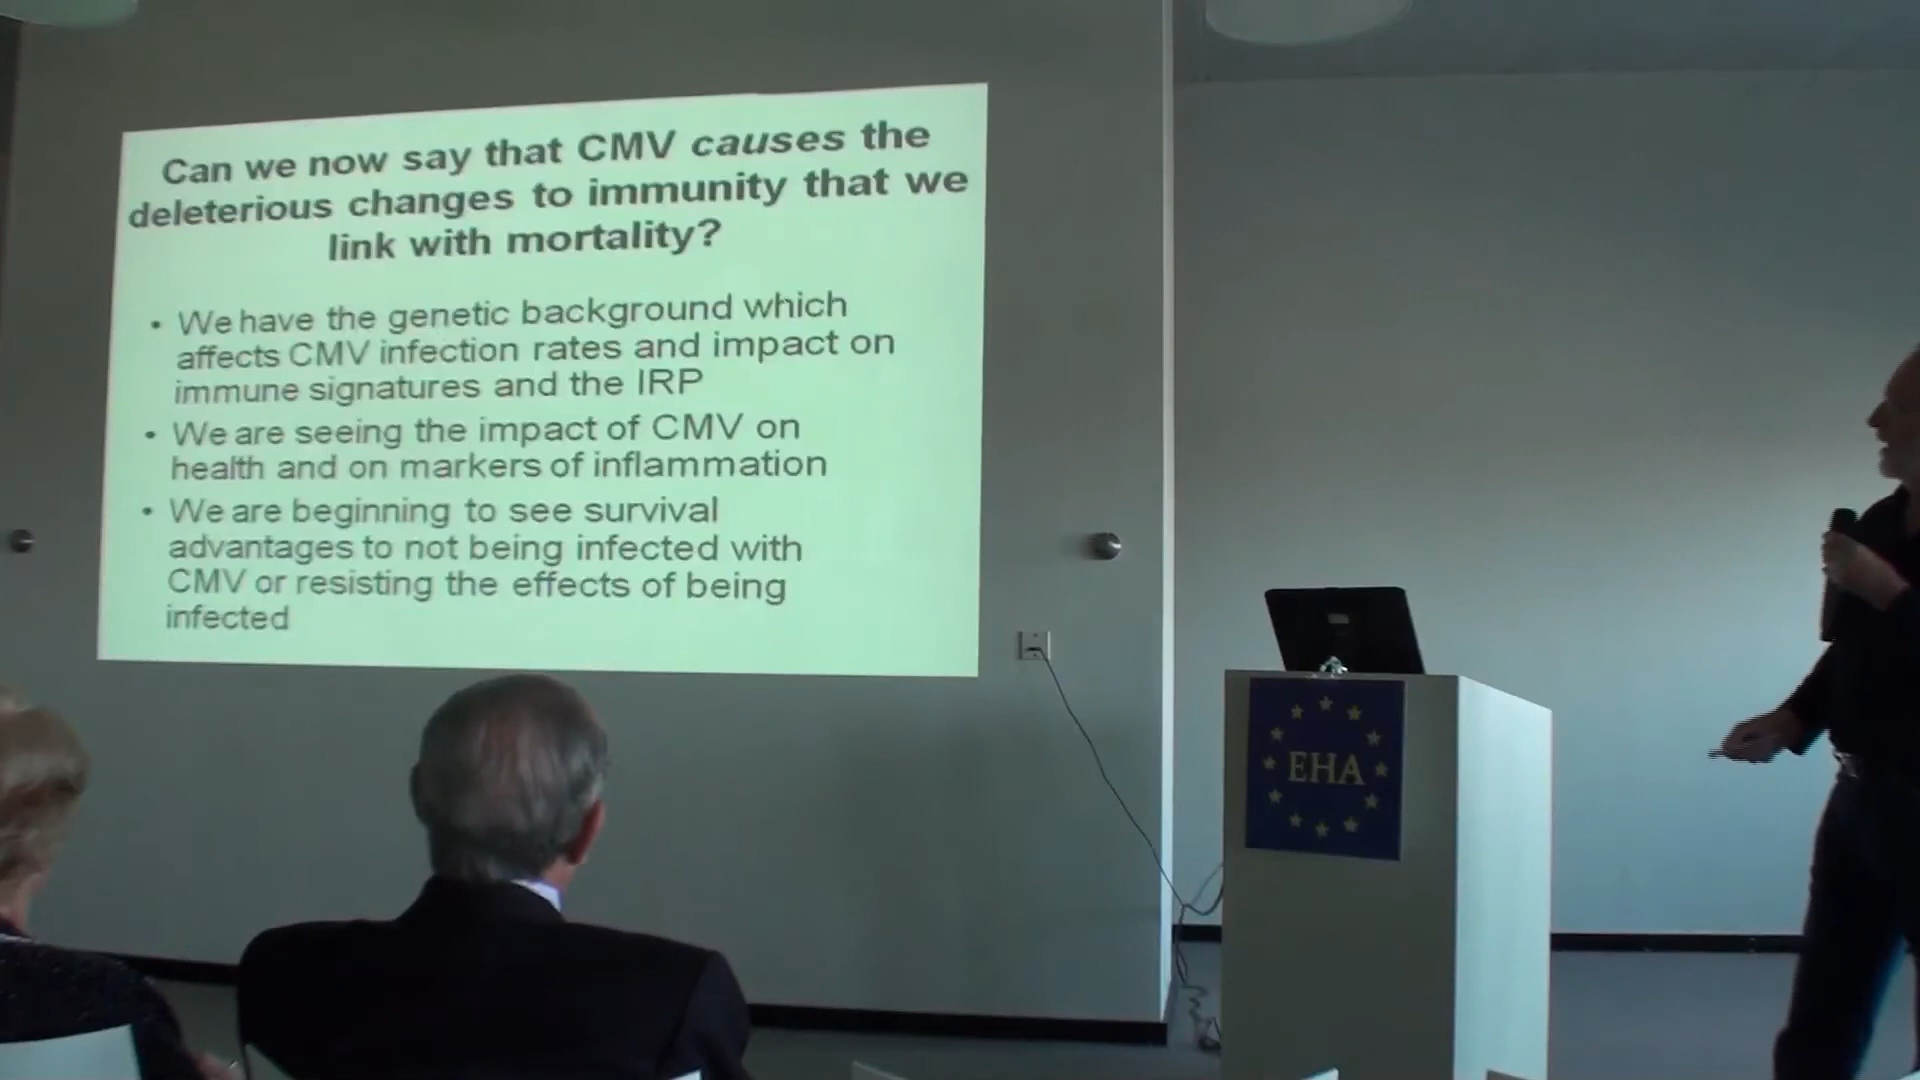 Can we now say that CMV causes the
deleterious changes to immunity that we
link with mortality?
• We have the genetic background which
affects CMV infection rates and impact on
immune signatures and the IRP
• We are seeing the impact of CMV on
health and on markers of inflammation
• We are beginning to see survival
advantages to not being infected with
CMV or resisting the effects of being
infected
EHA